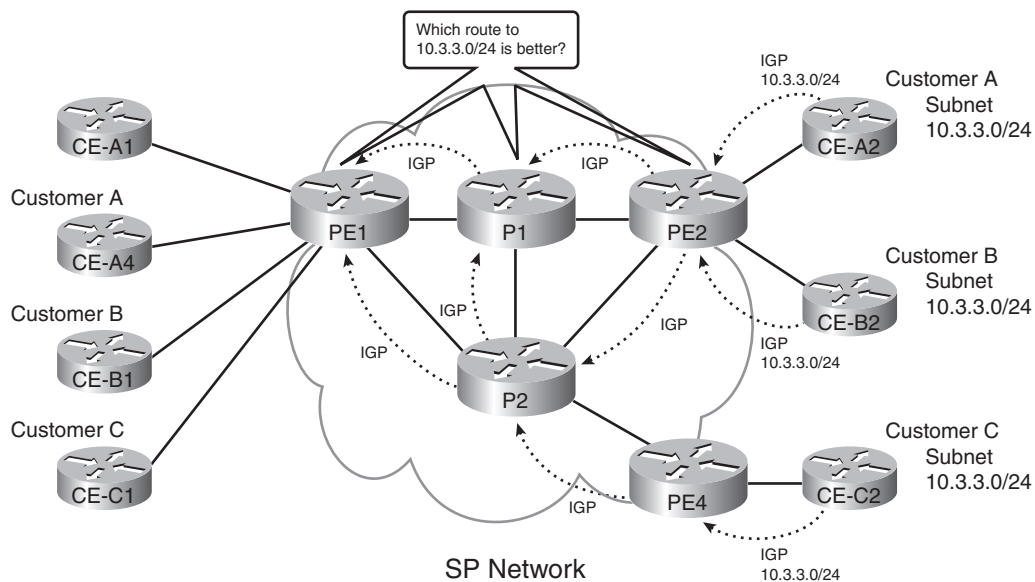 Which route to
10.3.3.0/24 is better?
IGP
10.3.3.0/24
Customer A
Subnet
10.3.3.0/24
CE-A1
CE-A2
IGP
IGP
Customer A
PE1
P1
PE2
CE-A4
Customer B
Subnet
10.3.3.0/24
Customer B
IGP
IGP
CE-B2
IGP
IGP
10.3.3.0/24
CE-B1
P2
Customer C
Customer C
Subnet
10.3.3.0/24
CE-C1
PE4
CE-C2
IGP
IGP
10.3.3.0/24
SP Network